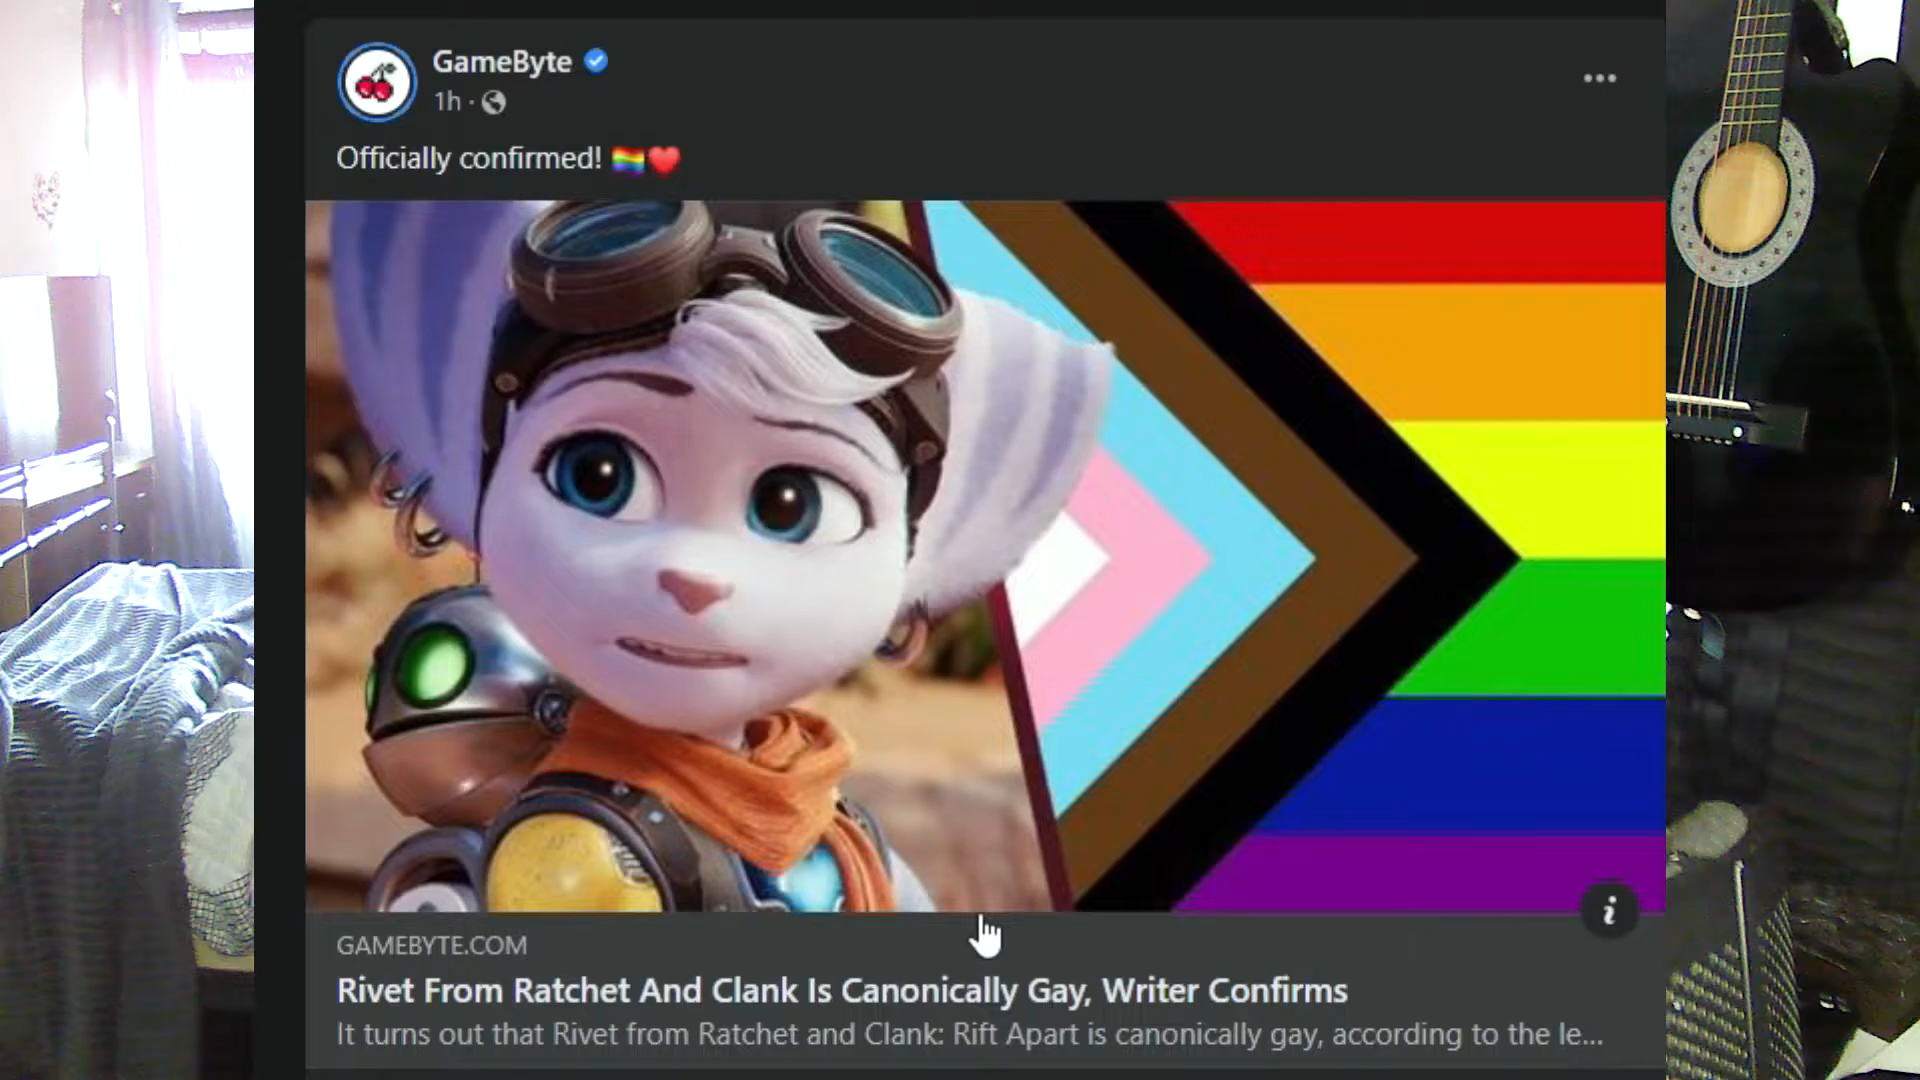 GameByte
1h ·
Officially confirmed! 🏳️‍🌈❤️
i
GAMEBYTE.COM
Rivet From Ratchet And Clank Is Canonically Gay, Writer Confirms
It turns out that Rivet from Ratchet and Clank: Rift Apart is canonically gay, according to the le...